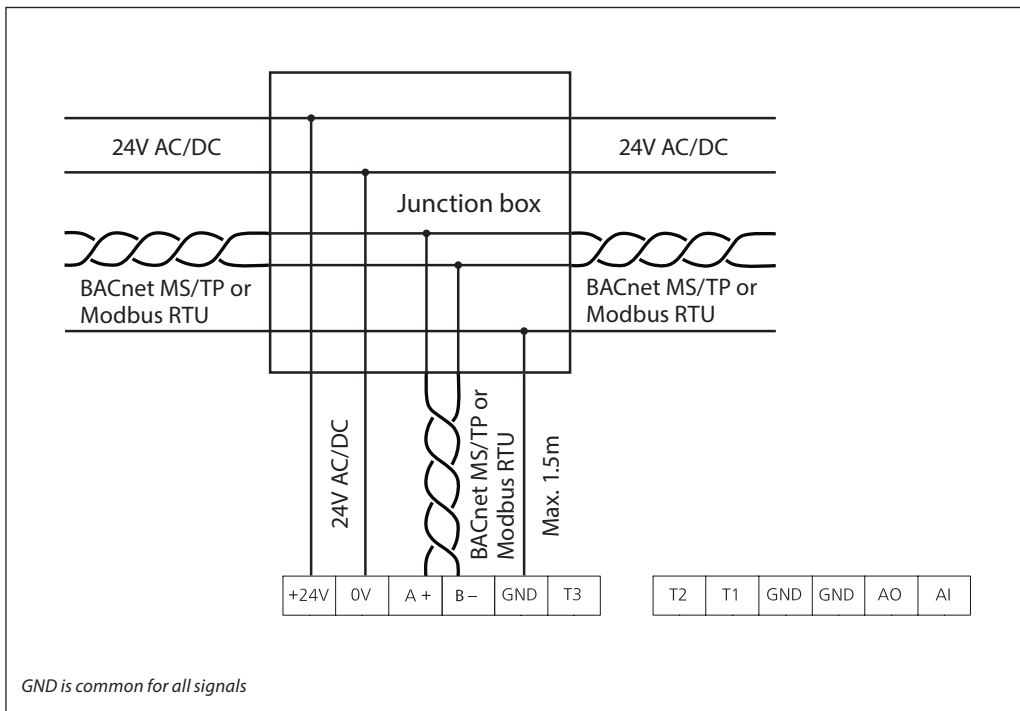 24V AC/DC
24V AC/DC
Junction box
BACnet MS/TP or
Modbus RTU
BACnet MS/TP or
Modbus RTU
24V AC/DC
BACnet MS/TP or
Modbus RTU
Max. 1.5m
+24V 0V A + B – GND T3
T2 T1 GND GND AO AI
GND is common for all signals